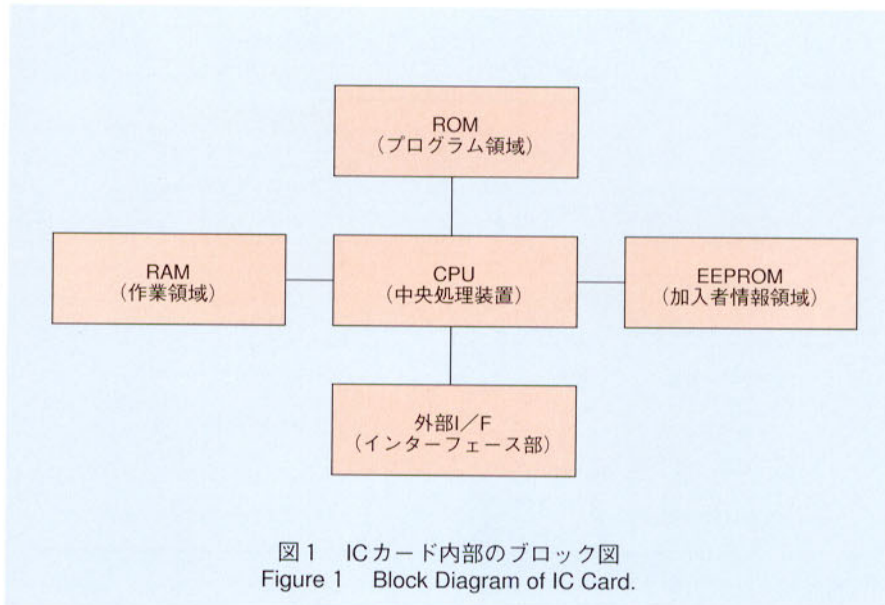 ROM
（プログラム領域）
RAM
（作業領域）
CPU
（中央処理装置）
EEPROM
（加入者情報領域）
外部I／F
（インターフェース部）
図1　ICカード内部のブロック図
Figure 1　Block Diagram of IC Card.